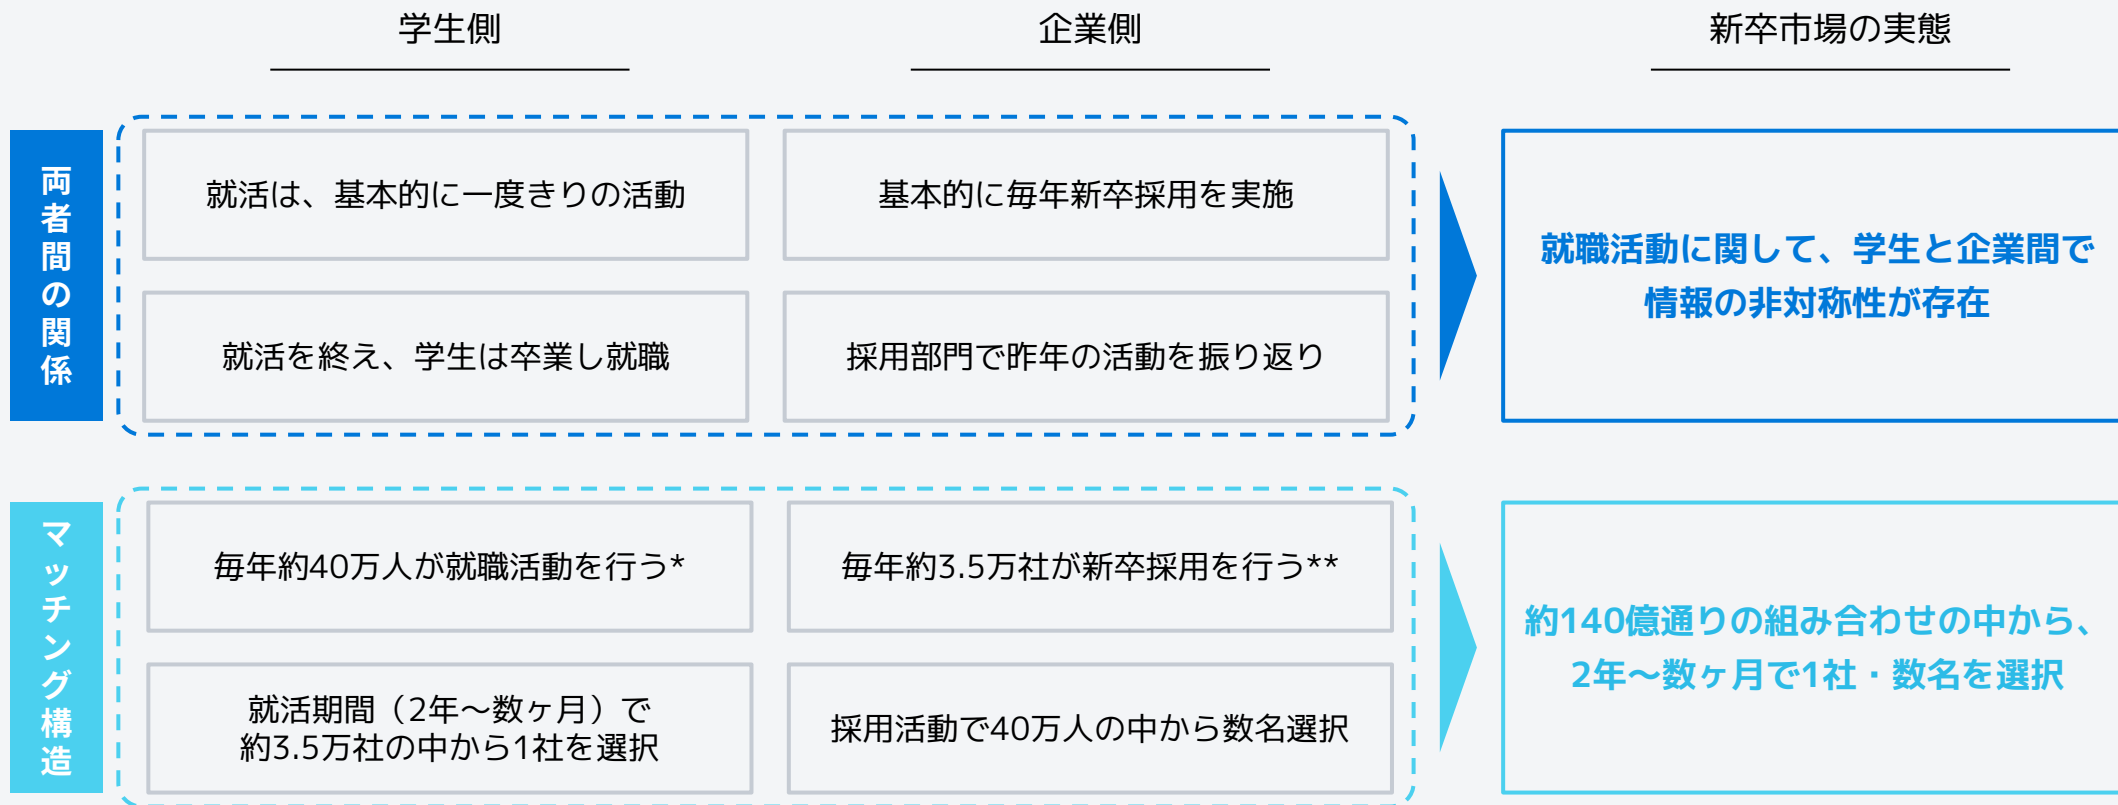 学生側
企業側
新卒市場の実態
両者間の関係
就活は、基本的に一度きりの活動
基本的に毎年新卒採用を実施
就活を終え、学生は卒業し就職
採用部門で昨年の活動を振り返り
就職活動に関して、学生と企業間で
情報の非対称性が存在
マッチング構造
毎年約40万人が就職活動を行う*
毎年約3.5万社が新卒採用を行う**
就活期間（2年〜数ヶ月）で
約3.5万社の中から1社を選択
採用活動で40万人の中から数名選択
約140億通りの組み合わせの中から、
2年〜数ヶ月で1社・数名を選択